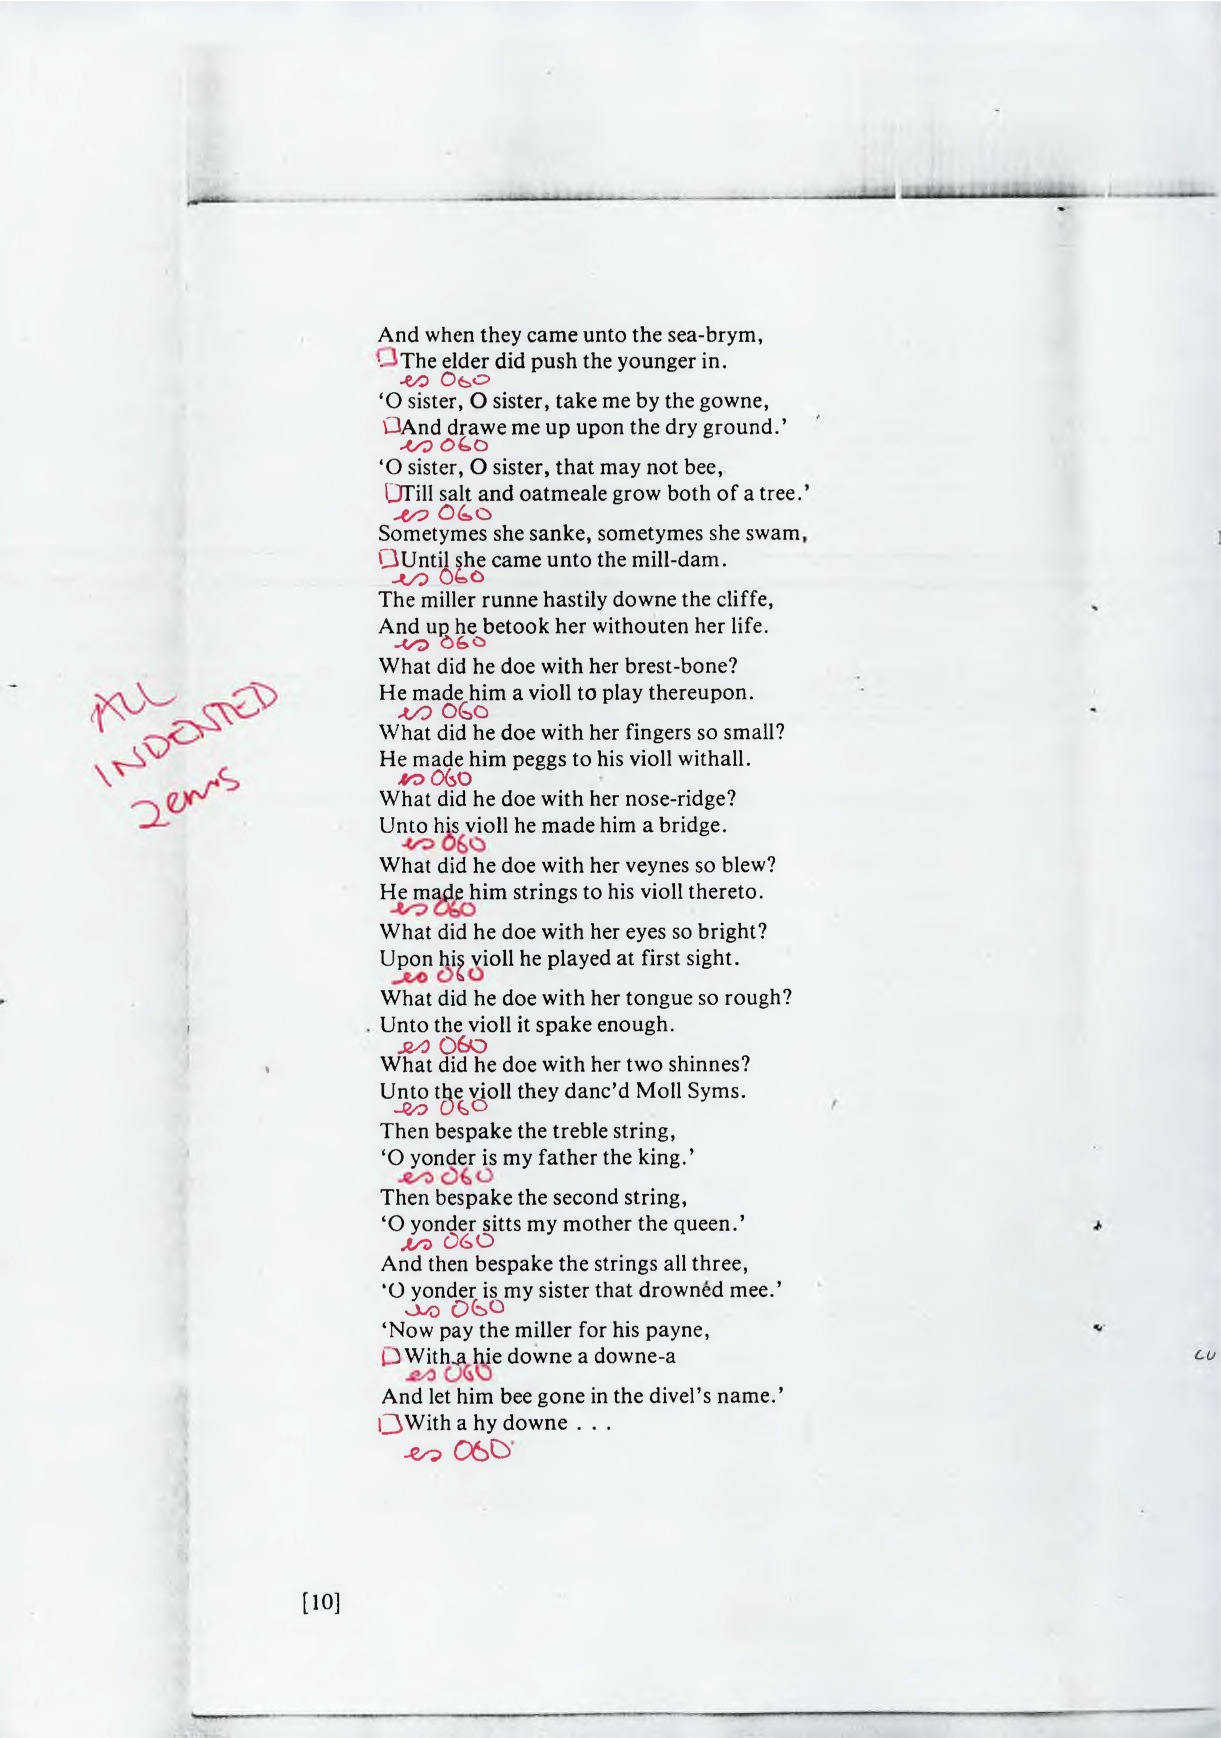 And when they came unto the sea-brym,
The elder did push the younger in.
es 060
‘O sister, O sister, take me by the gowne,
And drawe me up upon the dry ground.’
es 060
‘O sister, O sister, that may not bee,
Till salt and oatmeale grow both of a tree.’
es 060
Sometymes she sanke, sometymes she swam,
Until she came unto the mill-dam.
es 060
The miller runne hastily downe the cliffe,
And up he betook her withouten her life.
es 060
What did he doe with her brest-bone?
He made him a violl to play thereupon.
es 060
ALL
INDENTED
2 ems
What did he doe with her fingers so small?
He made him peggs to his violl withall.
es 060
What did he doe with her nose-ridge?
Unto his violl he made him a bridge.
es 060
What did he doe with her veynes so blew?
He made him strings to his violl thereto.
es 060
What did he doe with her eyes so bright?
Upon his violl he played at first sight.
es 060
What did he doe with her tongue so rough?
Unto the violl it spake enough.
es 060
What did he doe with her two shinnes?
Unto the violl they danc’d Moll Syms.
es 060
Then bespake the treble string,
‘O yonder is my father the king.’
es 060
Then bespake the second string,
‘O yonder sitts my mother the queen.’
es 060
And then bespake the strings all three,
‘O yonder is my sister that drownéd mee.’
es 060
‘Now pay the miller for his payne,
With a hie downe a downe-a
es 060
And let him bee gone in the divel’s name.’
With a hy downe . . .
es 060
[10]